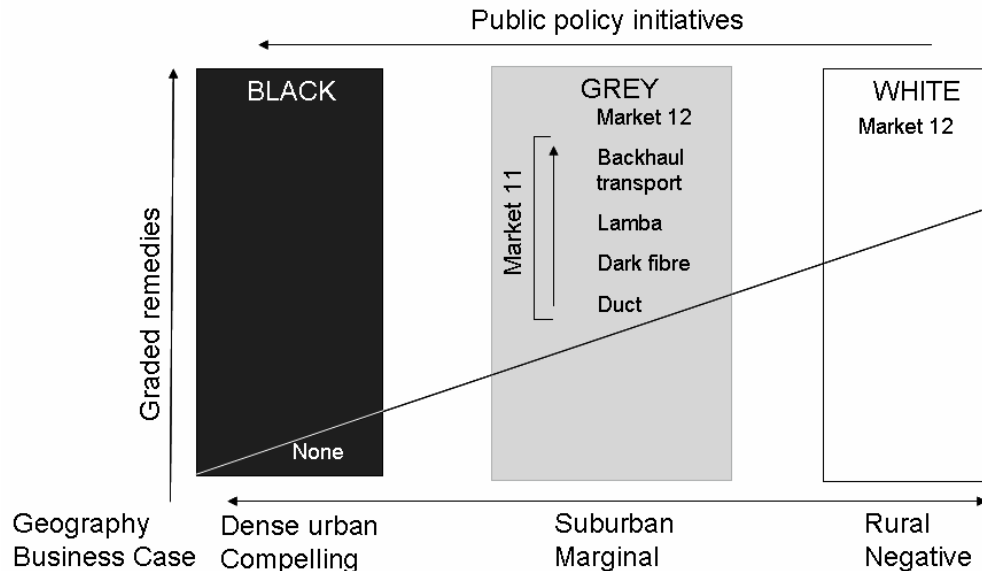 Public policy initiatives
BLACK
GREY
WHITE
Market 12
Market 12
Backhaul
transport
Lamba
Dark fibre
Duct
Market 11
Graded remedies
None
Geography
Business Case
Dense urban
Compelling
Suburban
Marginal
Rural
Negative